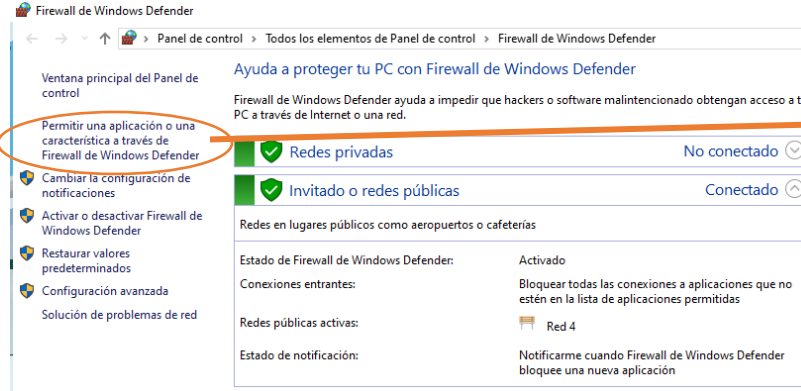 Firewall de Windows Defender
Panel de control > Todos los elementos de Panel de control > Firewall de Windows Defender
Ventana principal del Panel de
control
Permitir una aplicación o una
característica a través de
Firewall de Windows Defender
Cambiar la configuración de
notificaciones
Activar o desactivar Firewall de
Windows Defender
Restaurar valores
predeterminados
Configuración avanzada
Solución de problemas de red
Ayuda a proteger tu PC con Firewall de Windows Defender
Firewall de Windows Defender ayuda a impedir que hackers o software malintencionado obtengan acceso a t
PC a través de Internet o una red.
Redes privadas No conectado
Invitado o redes públicas Conectado
Redes en lugares públicos como aeropuertos o cafeterías
Estado de Firewall de Windows Defender: Activado
Conexiones entrantes: Bloquear todas las conexiones a aplicaciones que no
estén en la lista de aplicaciones permitidas
Redes públicas activas: Red 4
Estado de notificación: Notificarme cuando Firewall de Windows Defender
bloquee una nueva aplicación